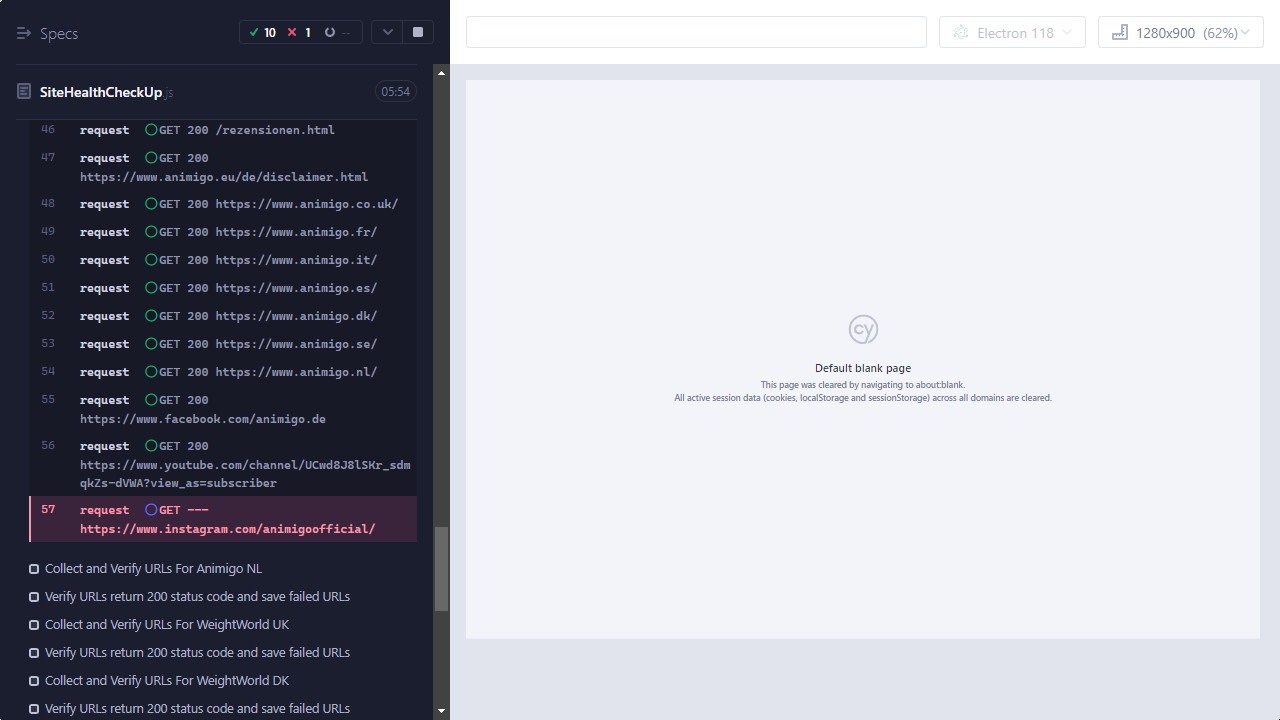 Specs
10
1
--
Electron 118
1280x900 (62%)
SiteHealthCheckUp.js
05:54
46 request GET 200 /rezensionen.html
47 request GET 200
https://www.animigo.eu/de/disclaimer.html
48 request GET 200 https://www.animigo.co.uk/
49 request GET 200 https://www.animigo.fr/
50 request GET 200 https://www.animigo.it/
51 request GET 200 https://www.animigo.es/
52 request GET 200 https://www.animigo.dk/
53 request GET 200 https://www.animigo.se/
54 request GET 200 https://www.animigo.nl/
55 request GET 200
https://www.facebook.com/animigo.de
56 request GET 200
https://www.youtube.com/channel/UCwd8J8lSKr_sdm
qkZs-dVWA?view_as=subscriber
57 request GET ---
https://www.instagram.com/animigoofficial/
Collect and Verify URLs For Animigo NL
Verify URLs return 200 status code and save failed URLs
Collect and Verify URLs For WeightWorld UK
Verify URLs return 200 status code and save failed URLs
Collect and Verify URLs For WeightWorld DK
Verify URLs return 200 status code and save failed URLs
cy
Default blank page
This page was cleared by navigating to about:blank.
All active session data (cookies, localStorage and sessionStorage) across all domains are cleared.